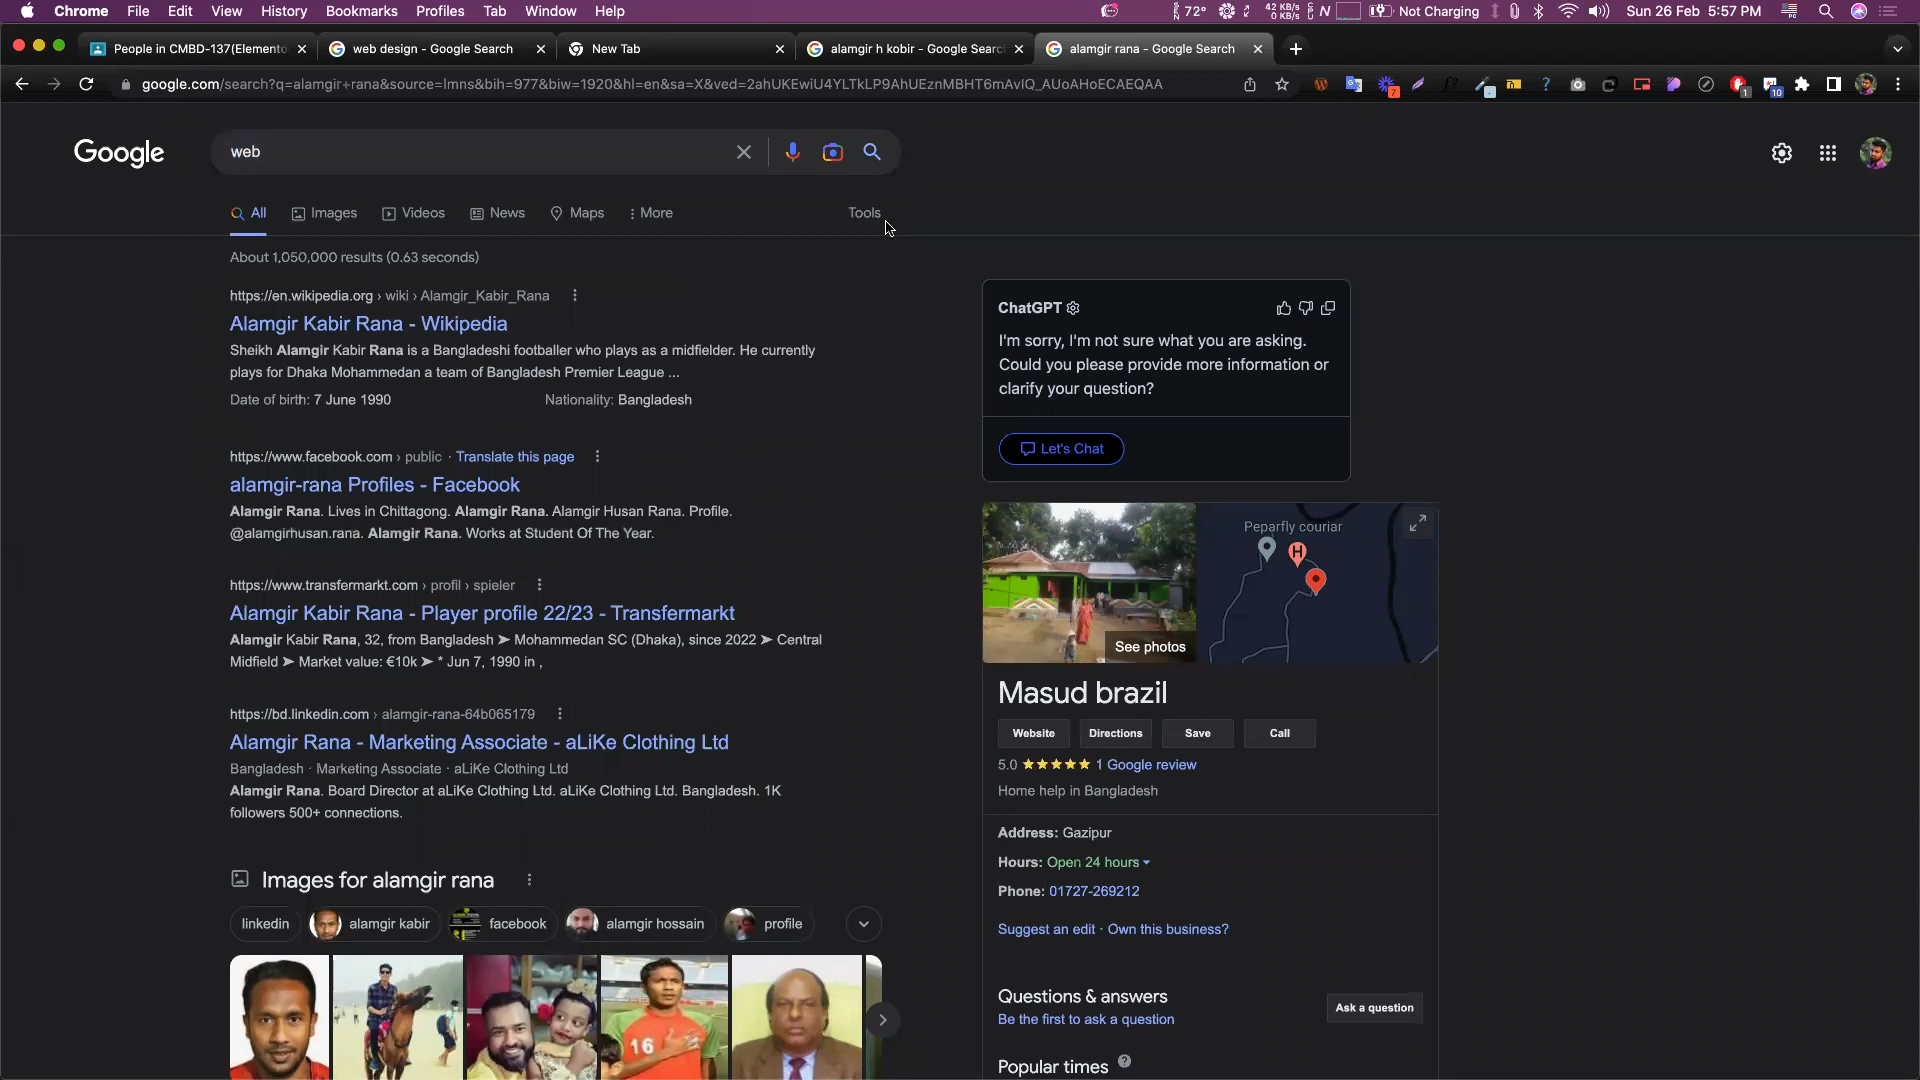 Chrome File Edit View History Bookmarks Profiles Tab Window Help
72° 42 KB/s 0 KB/s N Not Charging Sun 26 Feb 5:57 PM
People in CMBD-137(Elemento web design - Google Search New Tab alamgir h kobir - Google Searc alamgir rana - Google Search
google.com/search?q=alamgir+rana&source=lmns&bih=977&biw=1920&hl=en&sa=X&ved=2ahUKEwiU4YLTkLP9AhUEznMBHT6mAvIQ_AUoAHoECAEQAA
7 1 10
Google
web
All Images Videos News Maps More Tools
About 1,050,000 results (0.63 seconds)
https://en.wikipedia.org › wiki › Alamgir_Kabir_Rana
Alamgir Kabir Rana - Wikipedia
Sheikh Alamgir Kabir Rana is a Bangladeshi footballer who plays as a midfielder. He currently
plays for Dhaka Mohammedan a team of Bangladesh Premier League ...
Date of birth: 7 June 1990 Nationality: Bangladesh
https://www.facebook.com › public · Translate this page
alamgir-rana Profiles - Facebook
Alamgir Rana. Lives in Chittagong. Alamgir Rana. Alamgir Husan Rana. Profile.
@alamgirhusan.rana. Alamgir Rana. Works at Student Of The Year.
https://www.transfermarkt.com › profil › spieler
Alamgir Kabir Rana - Player profile 22/23 - Transfermarkt
Alamgir Kabir Rana, 32, from Bangladesh ➤ Mohammedan SC (Dhaka), since 2022 ➤ Central
Midfield ➤ Market value: €10k ➤ * Jun 7, 1990 in ,
https://bd.linkedin.com › alamgir-rana-64b065179
Alamgir Rana - Marketing Associate - aLiKe Clothing Ltd
Bangladesh · Marketing Associate · aLiKe Clothing Ltd
Alamgir Rana. Board Director at aLiKe Clothing Ltd. aLiKe Clothing Ltd. Bangladesh. 1K
followers 500+ connections.
Images for alamgir rana
linkedin alamgir kabir facebook alamgir hossain profile
16
ChatGPT
I'm sorry, I'm not sure what you are asking.
Could you please provide more information or
clarify your question?
Let's Chat
Peparfly couriar
H
See photos
Masud brazil
Website Directions Save Call
5.0 ★★★★★ 1 Google review
Home help in Bangladesh
Address: Gazipur
Hours: Open 24 hours
Phone: 01727-269212
Suggest an edit · Own this business?
Questions & answers
Be the first to ask a question
Ask a question
Popular times